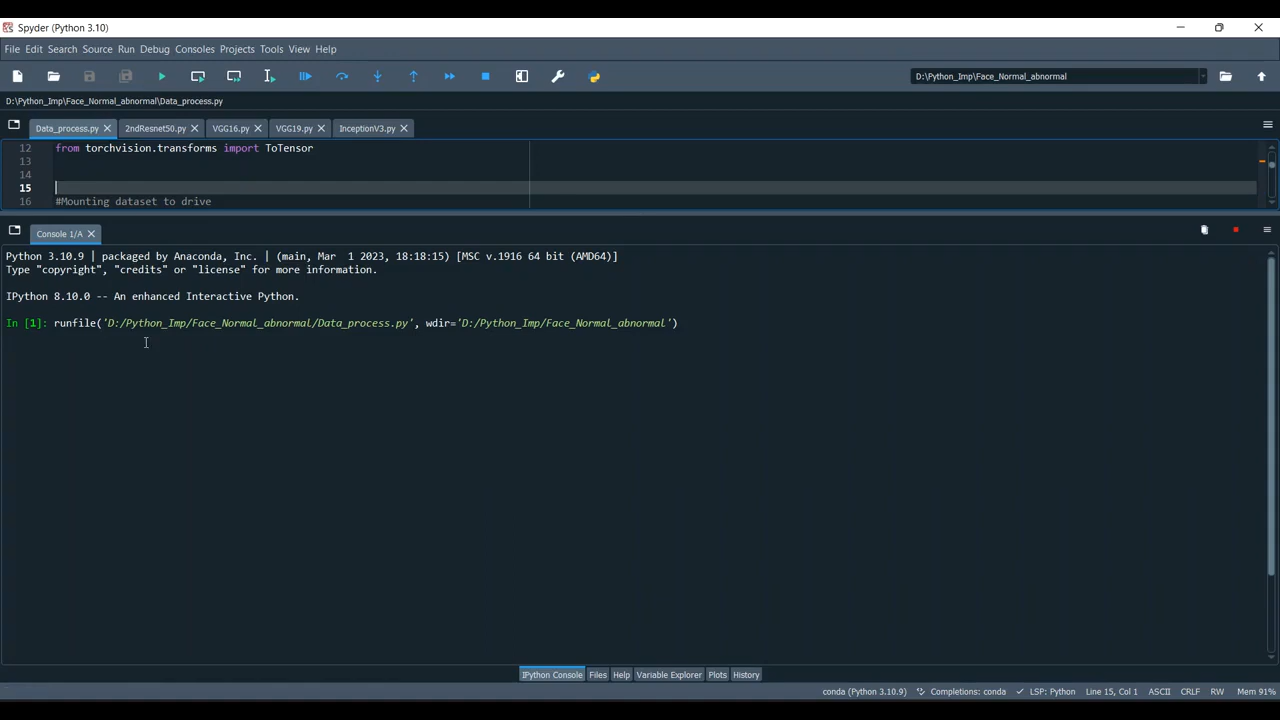 Spyder (Python 3.10)
File Edit Search Source Run Debug Consoles Projects Tools View Help
D:\Python_Imp\Face_Normal_abnormal
D:\Python_Imp\Face_Normal_abnormal\Data_process.py
Data_process.py 2ndResnet50.py VGG16.py VGG19.py InceptionV3.py
12 from torchvision.transforms import ToTensor
13
14
15
16 #Mounting dataset to drive
Console 1/A
Python 3.10.9 | packaged by Anaconda, Inc. | (main, Mar  1 2023, 18:18:15) [MSC v.1916 64 bit (AMD64)]
Type "copyright", "credits" or "license" for more information.
IPython 8.10.0 -- An enhanced Interactive Python.
In [1]: runfile('D:/Python_Imp/Face_Normal_abnormal/Data_process.py', wdir='D:/Python_Imp/Face_Normal_abnormal')
IPython Console Files Help Variable Explorer Plots History
conda (Python 3.10.9) Completions: conda LSP: Python Line 15, Col 1 ASCII CRLF RW Mem 91%